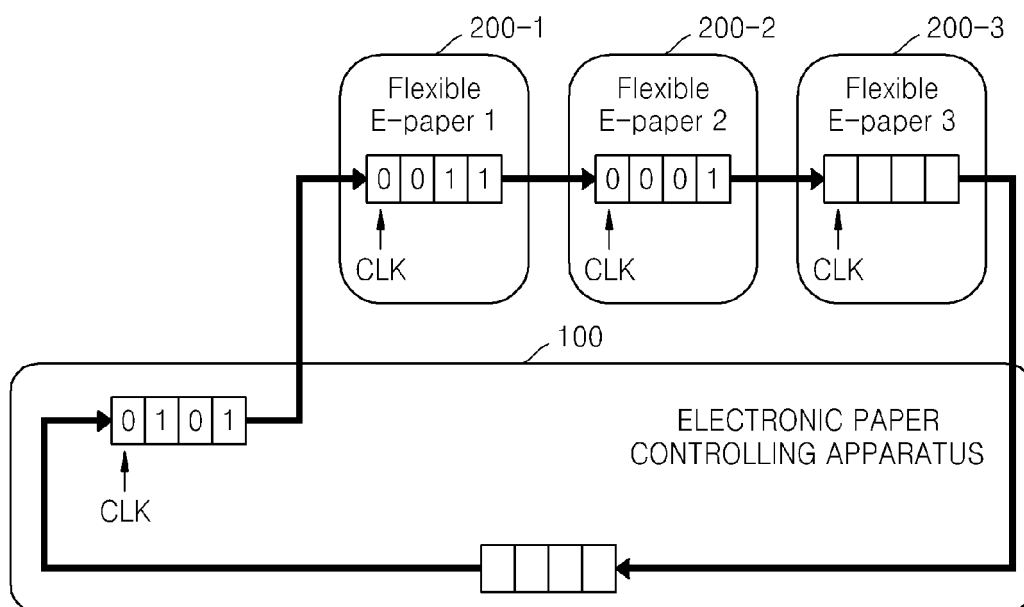 200-1
200-2
200-3
Flexible
E-paper 1
Flexible
E-paper 2
Flexible
E-paper 3
0 0 1 1
0 0 0 1
CLK
CLK
CLK
100
0 1 0 1
CLK
ELECTRONIC PAPER
CONTROLLING APPARATUS